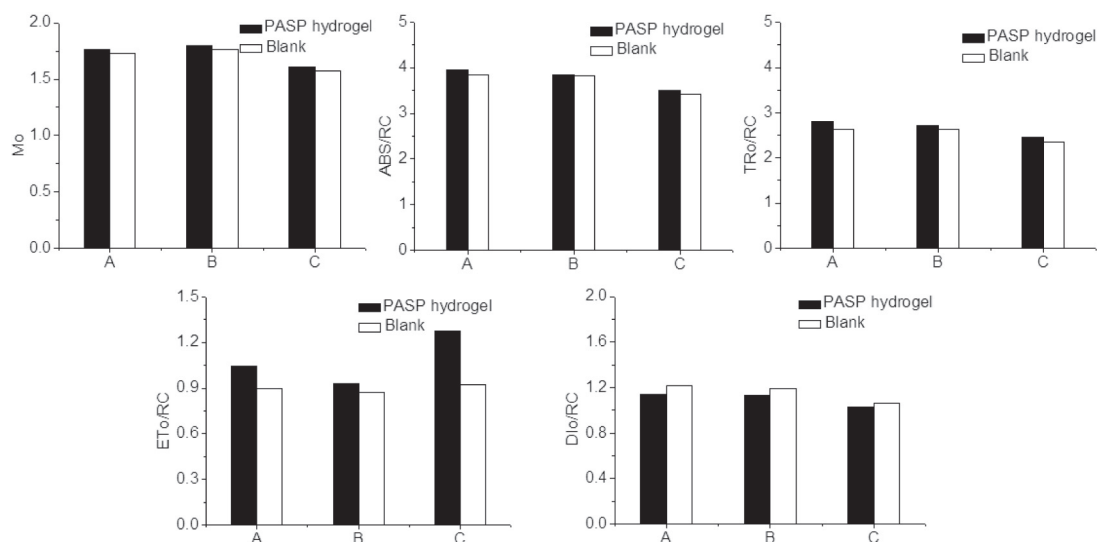 2.0
1.5
1.0
0.5
0.0
Mo
PASP hydrogel
Blank
A B C
5
4
3
2
1
0
ABS/RC
PASP hydrogel
Blank
A B C
5
4
3
2
1
0
TRo/RC
PASP hydrogel
Blank
A B C
1.5
1.2
0.9
0.6
0.3
0.0
ETo/RC
PASP hydrogel
Blank
A B C
2.0
1.6
1.2
0.8
0.4
0.0
DIo/RC
PASP hydrogel
Blank
A B C